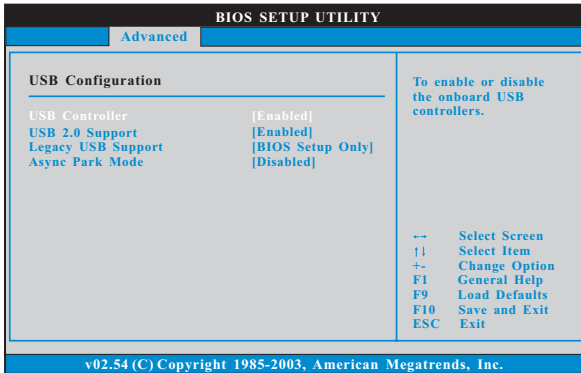 BIOS SETUP UTILITY
Advanced
USB Configuration
USB Controller [Enabled]
USB 2.0 Support [Enabled]
Legacy USB Support [BIOS Setup Only]
Async Park Mode [Disabled]
To enable or disable
the onboard USB
controllers.
←→ Select Screen
↑↓ Select Item
+- Change Option
F1 General Help
F9 Load Defaults
F10 Save and Exit
ESC Exit
v02.54 (C) Copyright 1985-2003, American Megatrends, Inc.